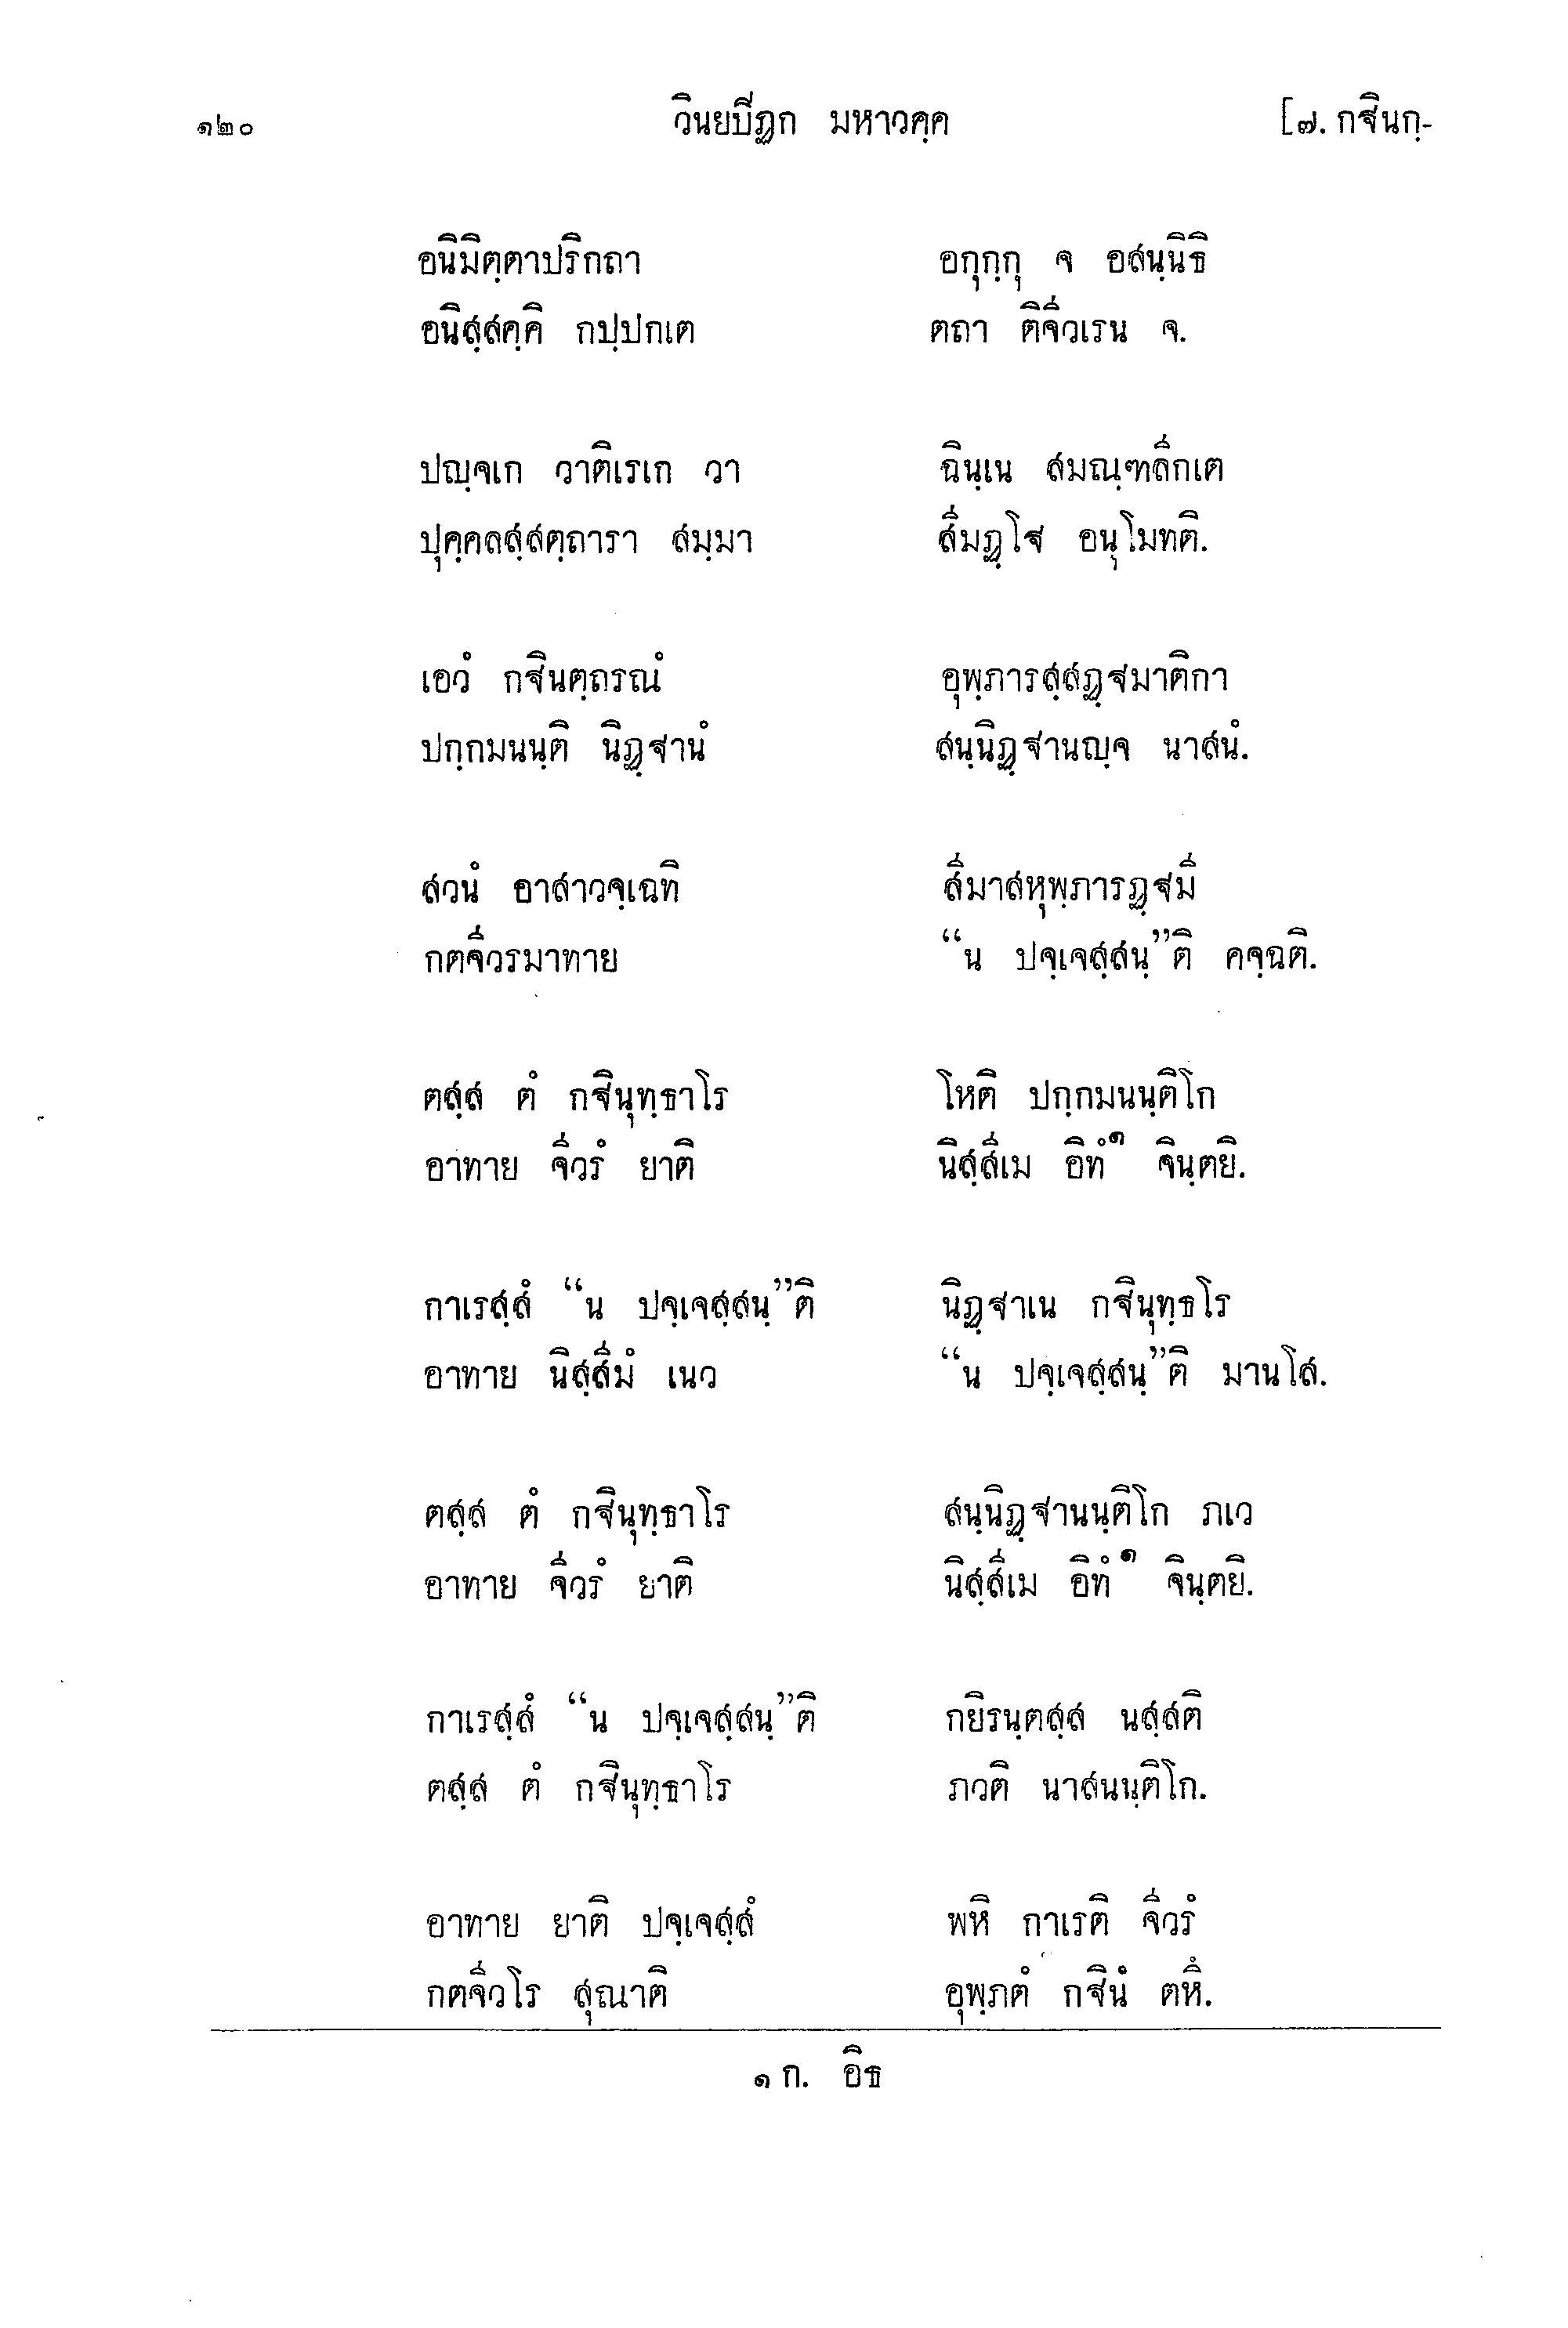 ๑๒๐ วินยปีฏก มหาวคฺค [๗. กฐินกฺ-
อนิมิตฺตาปริกถา อกุกฺกุ จ อสนฺนิธิ
อนิสฺสคฺคิ กปฺปกเต ตถา ติจีวเรน จ.
ปญฺจเก วาติเรเก วา ฉินฺเน สมณฺฑลีกเต
ปุคฺคลสฺสตฺถารา สมฺมา สีมฏฺโฐ อนุโมทติ.
เอวํ กฐินตฺถรณํ อุพฺภารสฺสฏฺฐมาติกา
ปกฺกมนนฺติ นิฏฺฐานํ สนฺนิฏฺฐานญฺจ นาสนํ.
สวนํ อาสาวจฺเฉทิ สีมาสหุพฺภารฏฺฐมี
กตจีวรมาทาย “น ปจฺเจสฺสนฺ”ติ คจฺฉติ.
ตสฺส ตํ กฐินุทฺธาโร โหติ ปกฺกมนนฺติโก
อาทาย จีวรํ ยาติ นิสฺสีเม อิทํ๑ จินฺตยิ.
กาเรสฺสํ “น ปจฺเจสฺสนฺ”ติ นิฏฺฐาเน กฐินุทฺธโร
อาทาย นิสฺสีมํ เนว “น ปจฺเจสฺสนฺ”ติ มานโส.
ตสฺส ตํ กฐินุทฺธาโร สนฺนิฏฺฐานนฺติโก ภเว
อาทาย จีวรํ ยาติ นิสฺสีเม อิทํ๑ จินฺตยิ.
กาเรสฺสํ “น ปจฺเจสฺสนฺ”ติ กยิรนฺตสฺส นสฺสติ
ตสฺส ตํ กฐินุทฺธาโร ภวติ นาสนนฺติโก.
อาทาย ยาติ ปจฺเจสฺสํ พหิ กาเรติ จีวรํ
กตจีวโร สุณาติ อุพฺภตํ กฐินํ ตหึ.
๑ ก. อิธ